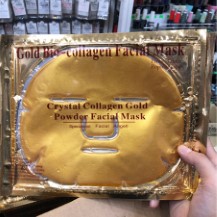 Gold Bio-collagen Facial Mask
Crystal Collagen Gold
Powder Facial Mask